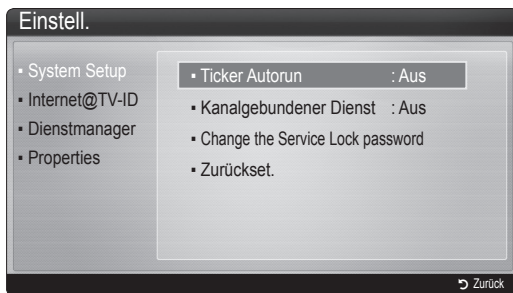 Einstell.
▪ System Setup
▪ Internet@TV-ID
▪ Dienstmanager
▪ Properties
▪ Ticker Autorun : Aus
▪ Kanalgebundener Dienst : Aus
▪ Change the Service Lock password
▪ Zurückset.
Zurück